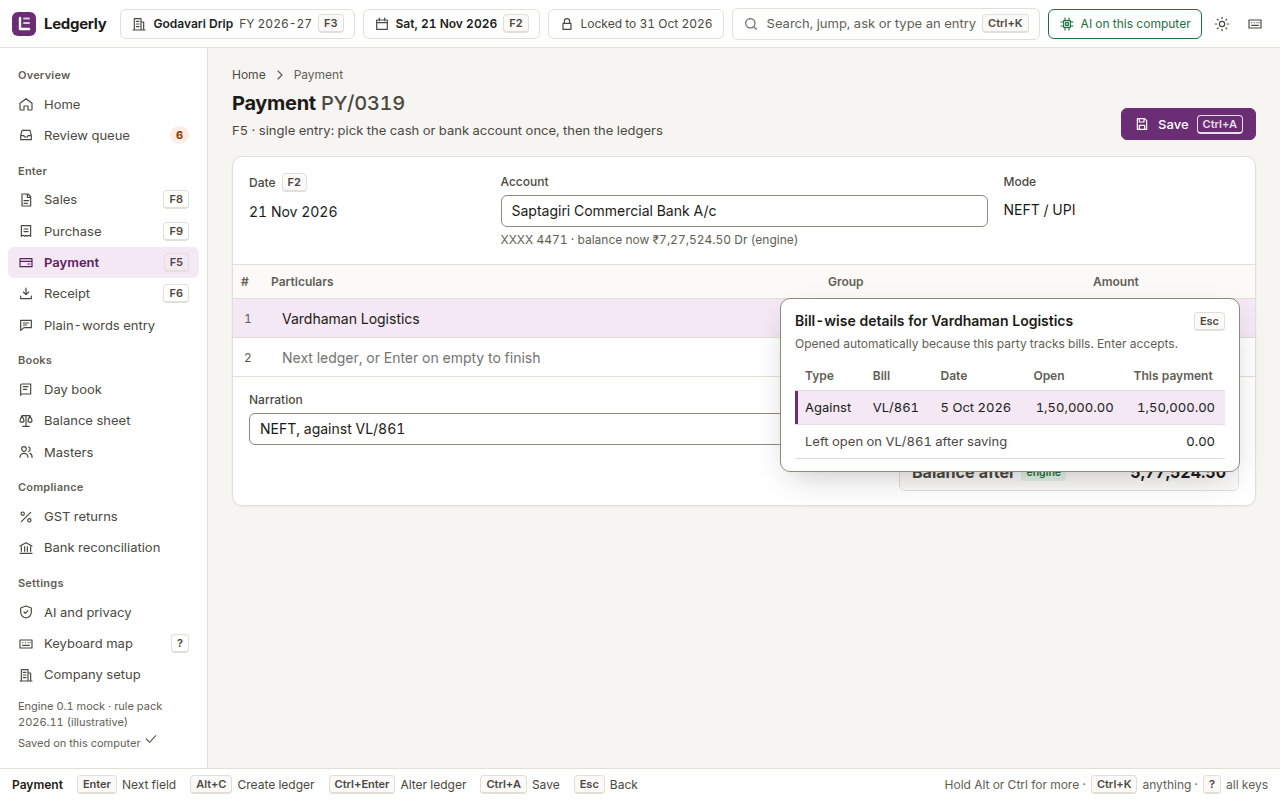 Ledgerly
Godavari Drip FY 2026-27 F3
Sat, 21 Nov 2026 F2
Locked to 31 Oct 2026
Search, jump, ask or type an entry Ctrl+K
AI on this computer
Overview
Home
Review queue 6
Enter
Sales F8
Purchase F9
Payment F5
Receipt F6
Plain-words entry
Books
Day book
Balance sheet
Masters
Compliance
GST returns
Bank reconciliation
Settings
AI and privacy
Keyboard map ?
Company setup
Engine 0.1 mock · rule pack
2026.11 (illustrative)
Saved on this computer
Home > Payment
Payment PY/0319
F5 · single entry: pick the cash or bank account once, then the ledgers
Save Ctrl+A
Date F2
21 Nov 2026
Account
Saptagiri Commercial Bank A/c
XXXX 4471 · balance now ₹7,27,524.50 Dr (engine)
Mode
NEFT / UPI
# Particulars Group Amount
1 Vardhaman Logistics
2 Next ledger, or Enter on empty to finish
Narration
NEFT, against VL/861
Bill-wise details for Vardhaman Logistics Esc
Opened automatically because this party tracks bills. Enter accepts.
Type Bill Date Open This payment
Against VL/861 5 Oct 2026 1,50,000.00 1,50,000.00
Left open on VL/861 after saving 0.00
Balance after engine 5,77,524.50
Payment Enter Next field Alt+C Create ledger Ctrl+Enter Alter ledger Ctrl+A Save Esc Back
Hold Alt or Ctrl for more · Ctrl+K anything · ? all keys